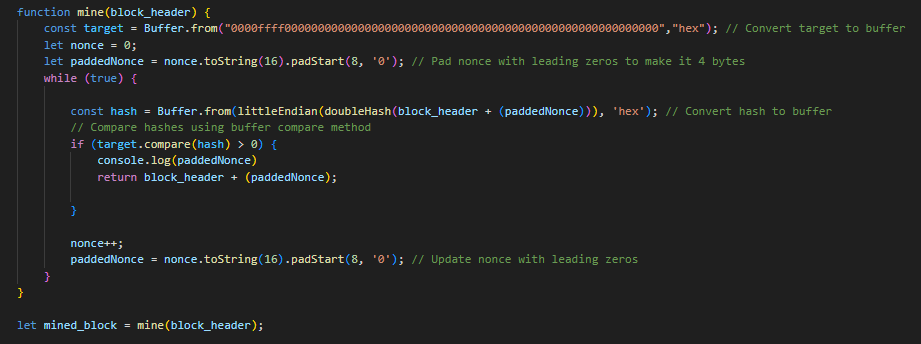 function mine(block_header) {
const target = Buffer.from("0000ffff00000000000000000000000000000000000000000000000000000000","hex"); // Convert target to buffer
let nonce = 0;
let paddedNonce = nonce.toString(16).padStart(8, '0'); // Pad nonce with leading zeros to make it 4 bytes
while (true) {
const hash = Buffer.from(littleEndian(doubleHash(block_header + (paddedNonce))), 'hex'); // Convert hash to buffer
// Compare hashes using buffer compare method
if (target.compare(hash) > 0) {
console.log(paddedNonce)
return block_header + (paddedNonce);
}
nonce++;
paddedNonce = nonce.toString(16).padStart(8, '0'); // Update nonce with leading zeros
}
}
let mined_block = mine(block_header);